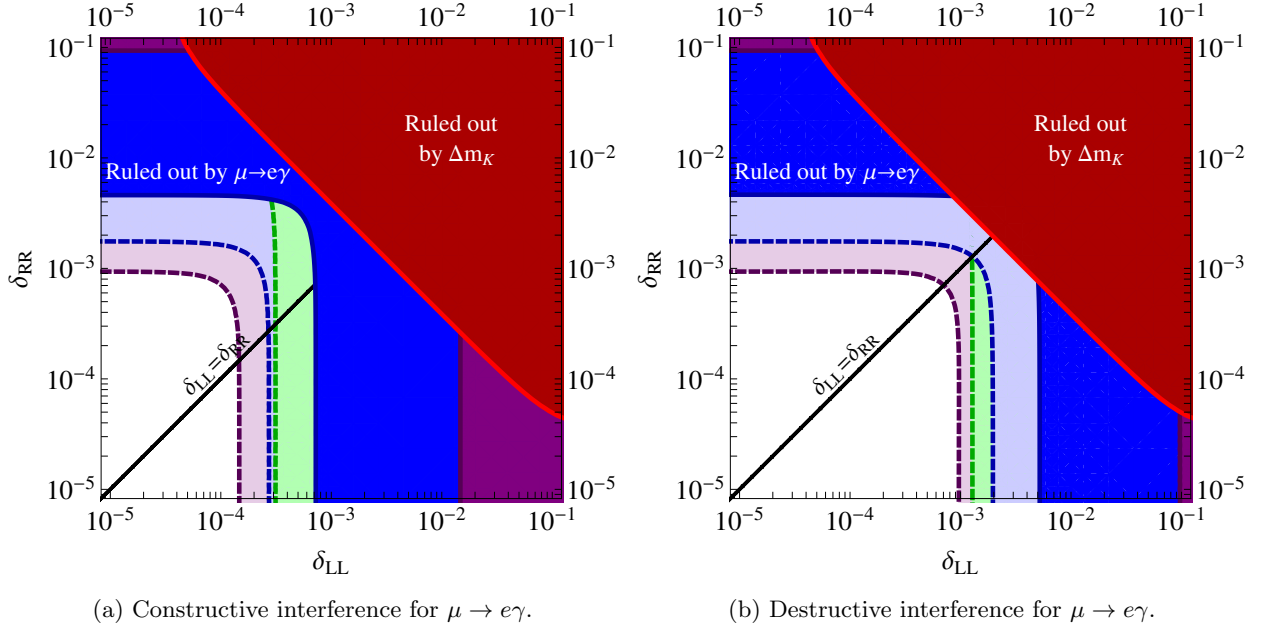 10⁻⁵ 10⁻⁴ 10⁻³ 10⁻² 10⁻¹
10⁻¹ 10⁻² 10⁻³ 10⁻⁴ 10⁻⁵
δ_RR
Ruled out
by Δm_K
Ruled out by μ→eγ
δ_LL=δ_RR
10⁻¹ 10⁻² 10⁻³ 10⁻⁴ 10⁻⁵
10⁻⁵ 10⁻⁴ 10⁻³ 10⁻² 10⁻¹
δ_LL
(a) Constructive interference for μ → eγ.
10⁻⁵ 10⁻⁴ 10⁻³ 10⁻² 10⁻¹
10⁻¹ 10⁻² 10⁻³ 10⁻⁴ 10⁻⁵
δ_RR
Ruled out
by Δm_K
Ruled out by μ→eγ
δ_LL=δ_RR
10⁻¹ 10⁻² 10⁻³ 10⁻⁴ 10⁻⁵
10⁻⁵ 10⁻⁴ 10⁻³ 10⁻² 10⁻¹
δ_LL
(b) Destructive interference for μ → eγ.